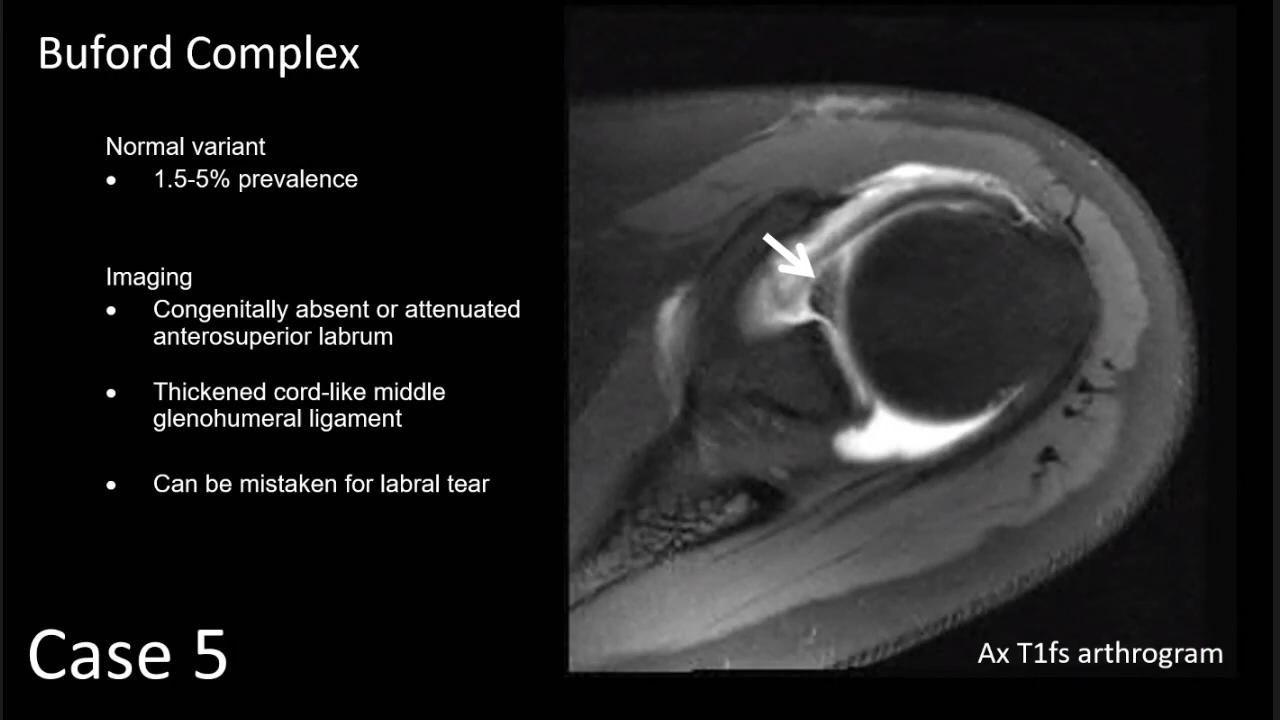 Buford Complex
Normal variant
• 1.5-5% prevalence
Imaging
• Congenitally absent or attenuated
anterosuperior labrum
• Thickened cord-like middle
glenohumeral ligament
• Can be mistaken for labral tear
Case 5
Ax T1fs arthrogram